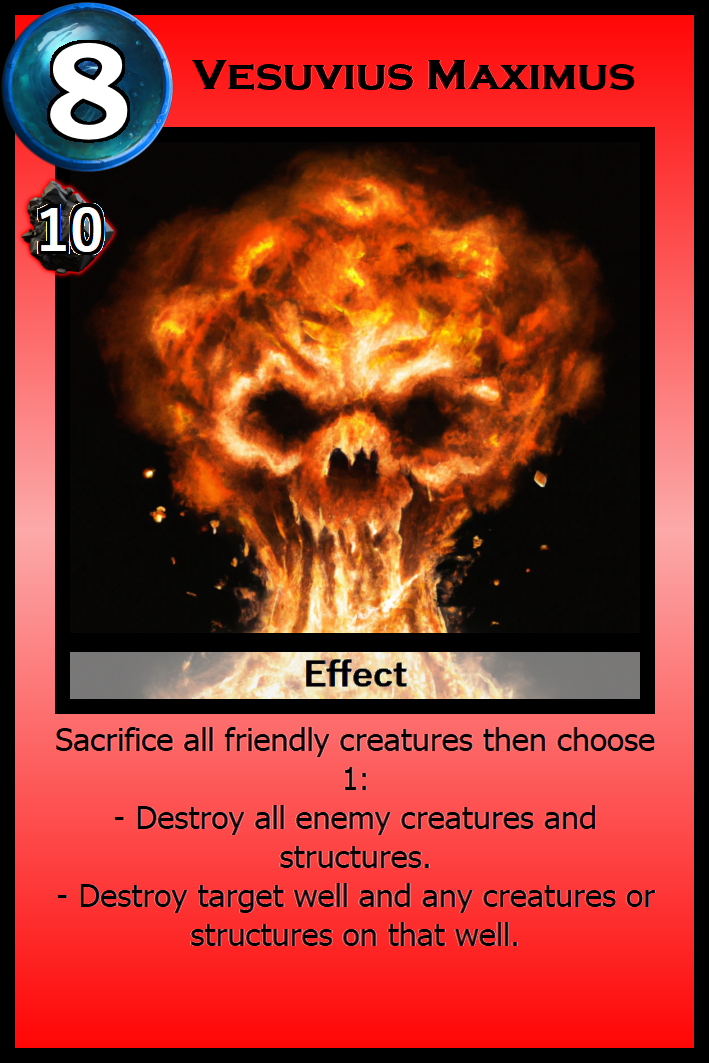 8
Vesuvius Maximus
10
Effect
Sacrifice all friendly creatures then choose
1:
- Destroy all enemy creatures and
structures.
- Destroy target well and any creatures or
structures on that well.